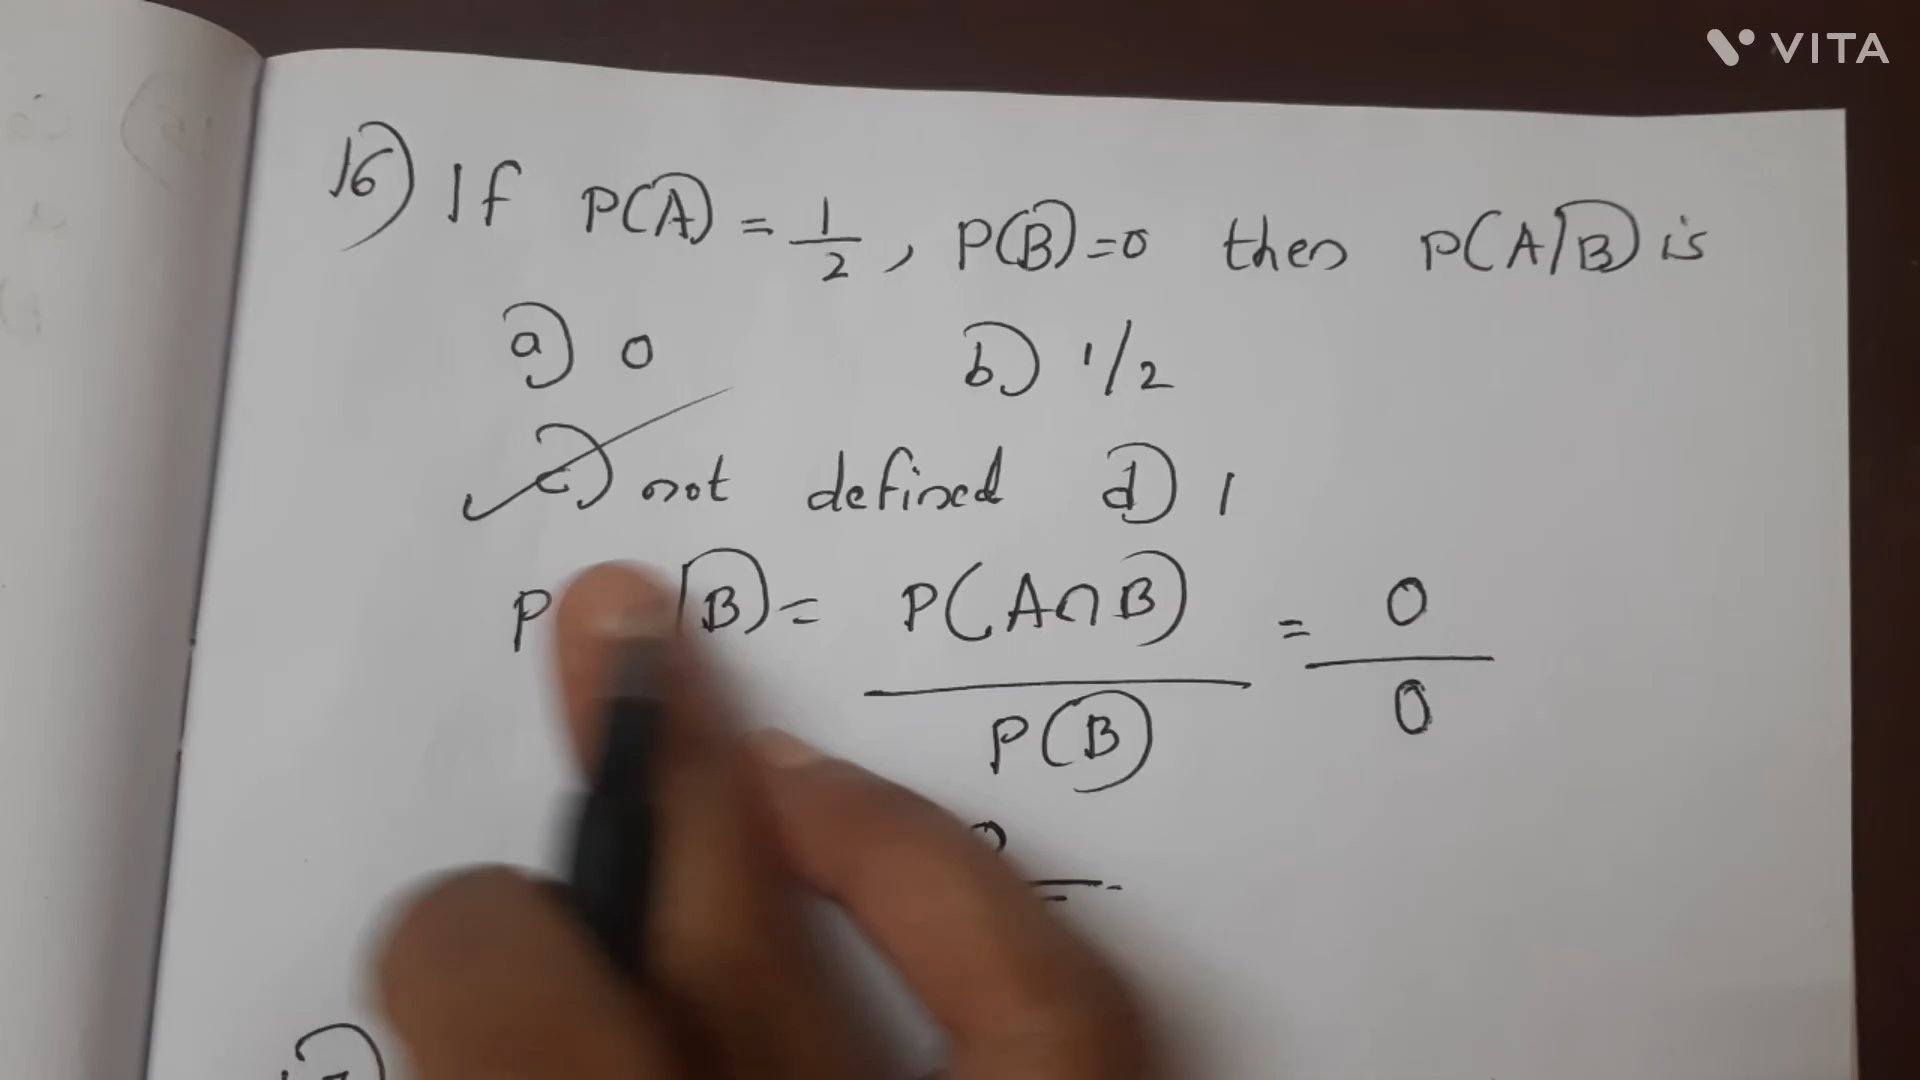 VITA
16) If P(A) = 1/2, P(B)=0 then P(A/B) is
a) 0 b) 1/2
c) not defined d) 1
P /B) = P(A∩B) / P(B) = 0/0